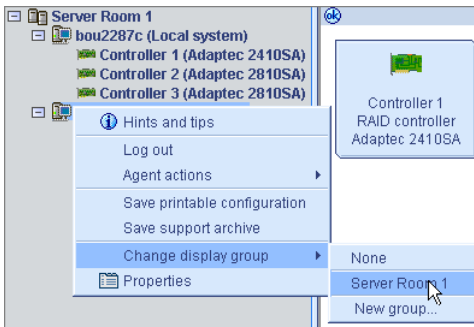 Server Room 1
bou2287c (Local system)
Controller 1 (Adaptec 2410SA)
Controller 2 (Adaptec 2810SA)
Controller 3 (Adaptec 2810SA)
Hints and tips
Log out
Agent actions
Save printable configuration
Save support archive
Change display group
Properties
None
Server Room 1
New group...
ok
Controller 1
RAID controller
Adaptec 2410SA